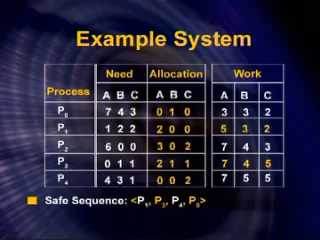 Example System
Need Allocation Work
Process A B C A B C A B C
P0 7 4 3 0 1 0 3 3 2
P1 1 2 2 2 0 0 5 3 2
P2 6 0 0 3 0 2 7 4 3
P3 0 1 1 2 1 1 7 4 5
P4 4 3 1 0 0 2 7 5 5
Safe Sequence: <P1, P3, P4, P0>